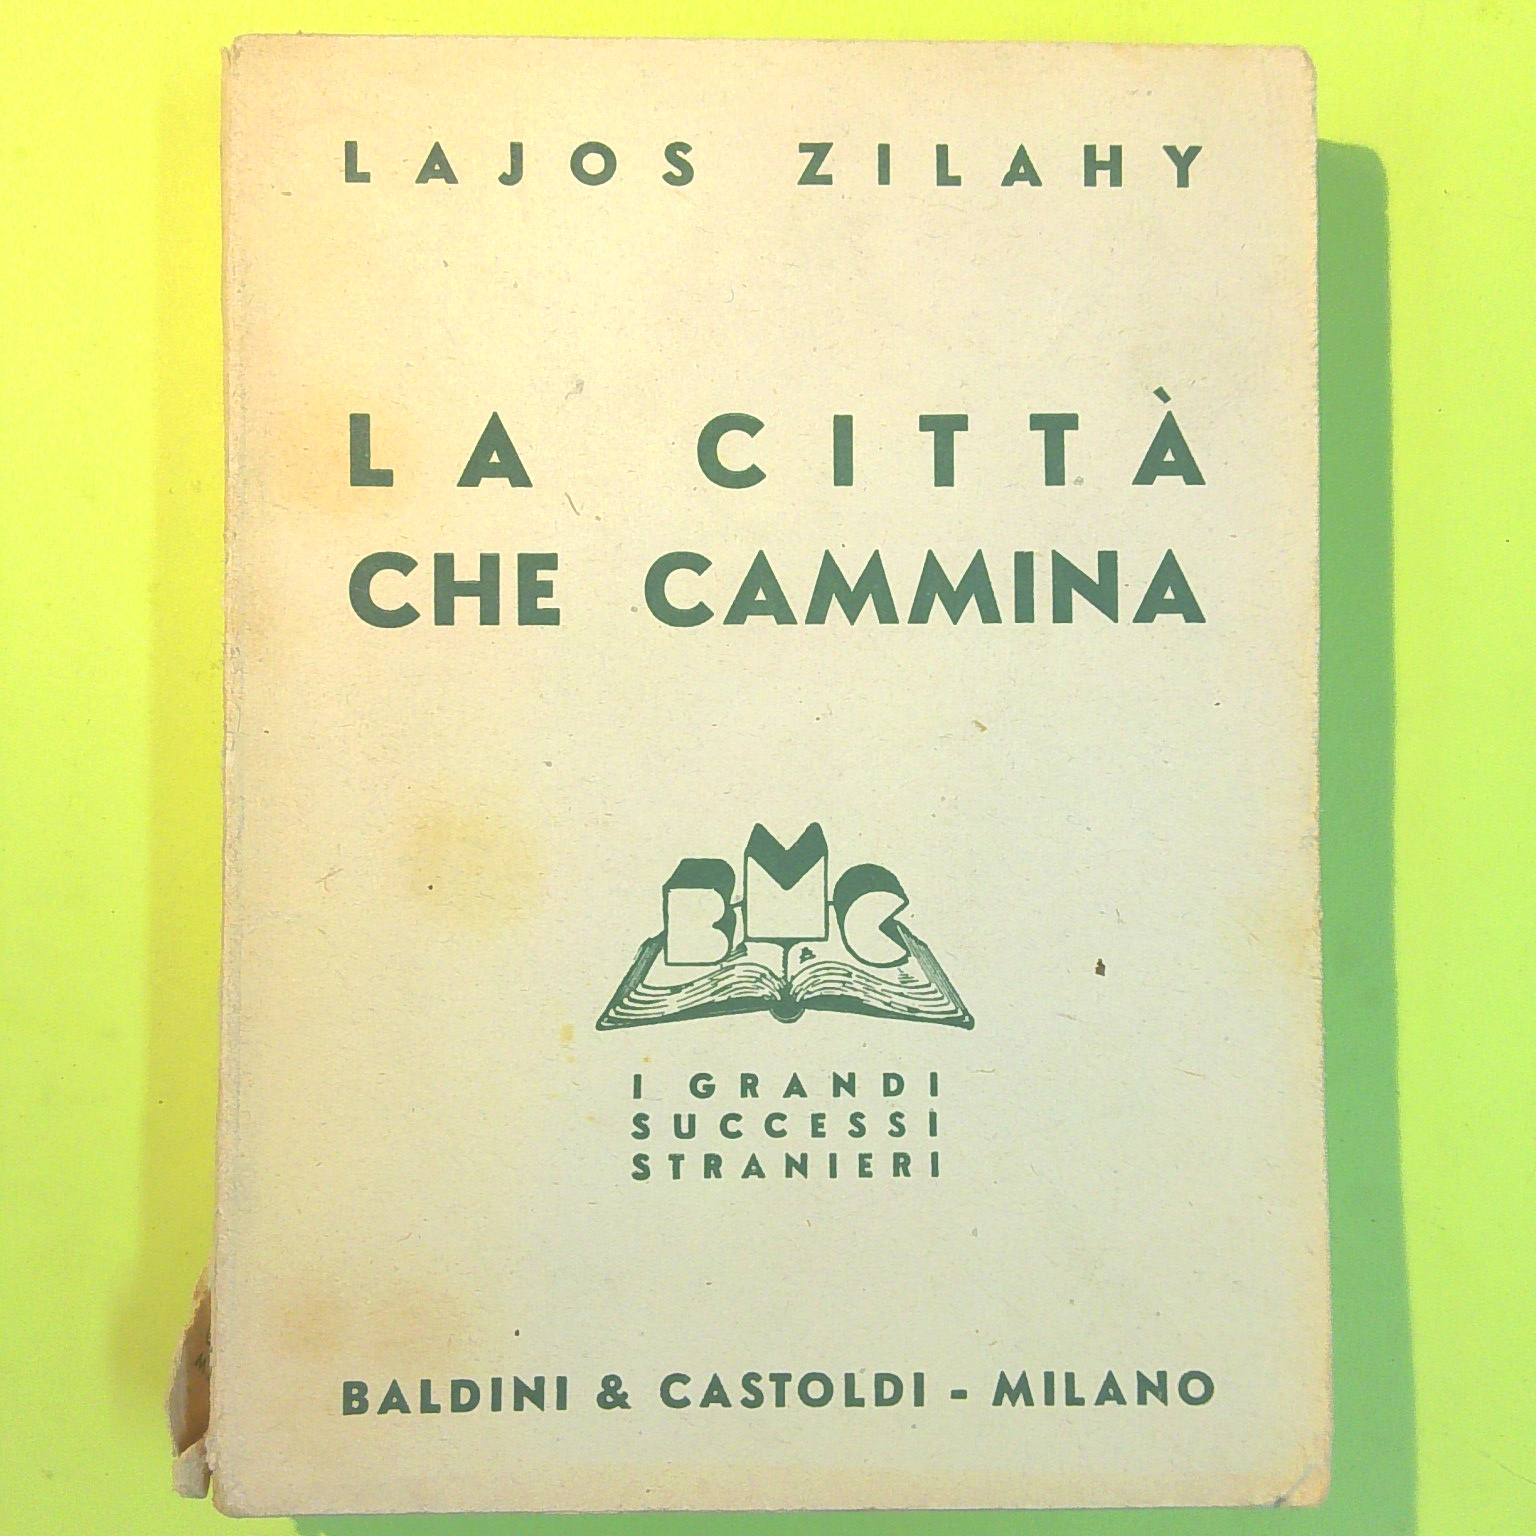 LAJOS ZILAHY
LA CITTÀ
CHE CAMMINA
BMC
I GRANDI
SUCCESSI
STRANIERI
BALDINI & CASTOLDI - MILANO